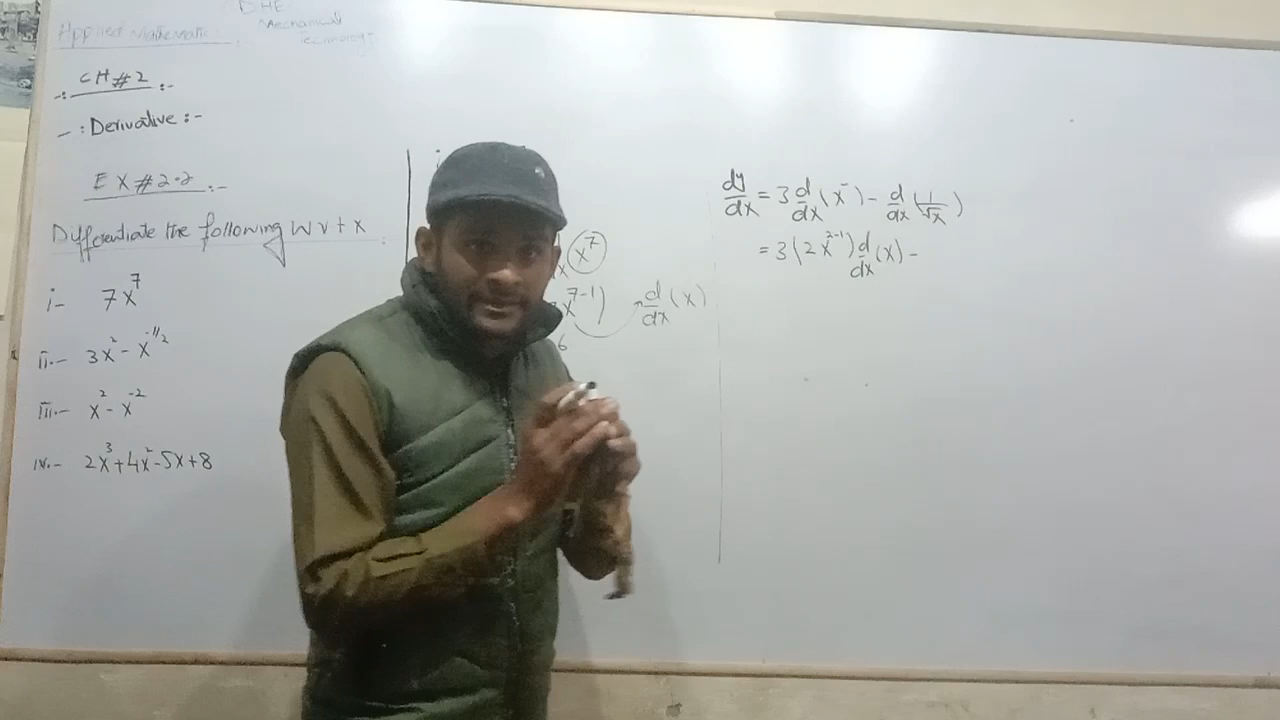 DAE
Applied Mathematic
Mechanical
Technology
CH#2
-:Derivative:-
EX#2.2:-
Differentiate the following W r t x
i- 7x^7
ii.- 3x^2 - x^-1/2
iii.- x^2 - x^-2
iv.- 2x^3+4x^2-5x+8
x^7
x^7-1) d/dx (x)
6
dy/dx = 3 d/dx (x^-) - d/dx (1/√x)
= 3(2x^2-1) d/dx (x) -